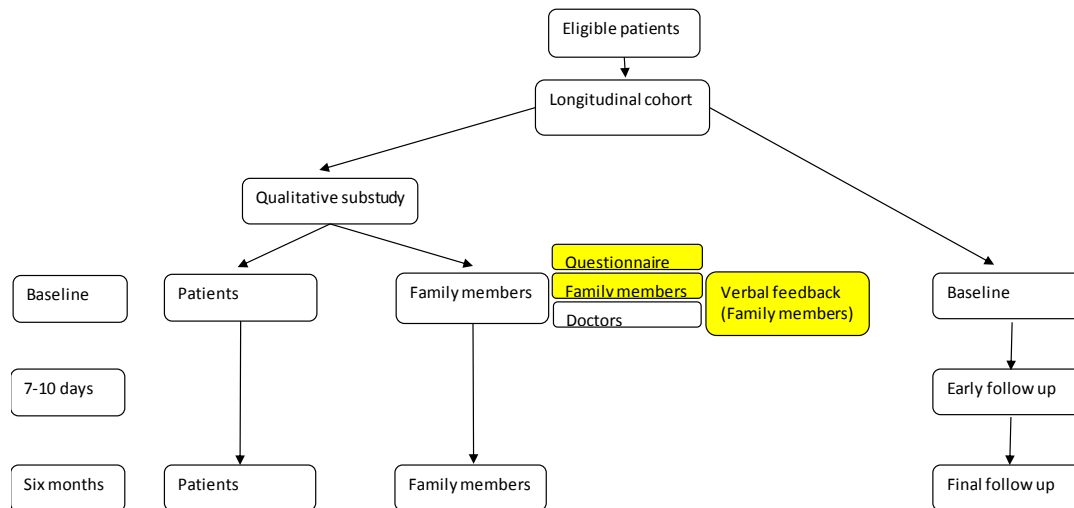 Eligible patients
Longitudinal cohort
Qualitative substudy
Questionnaire
Baseline
Patients
Family members
Family members
Doctors
Verbal feedback
(Family members)
Baseline
7-10 days
Early follow up
Six months
Patients
Family members
Final follow up